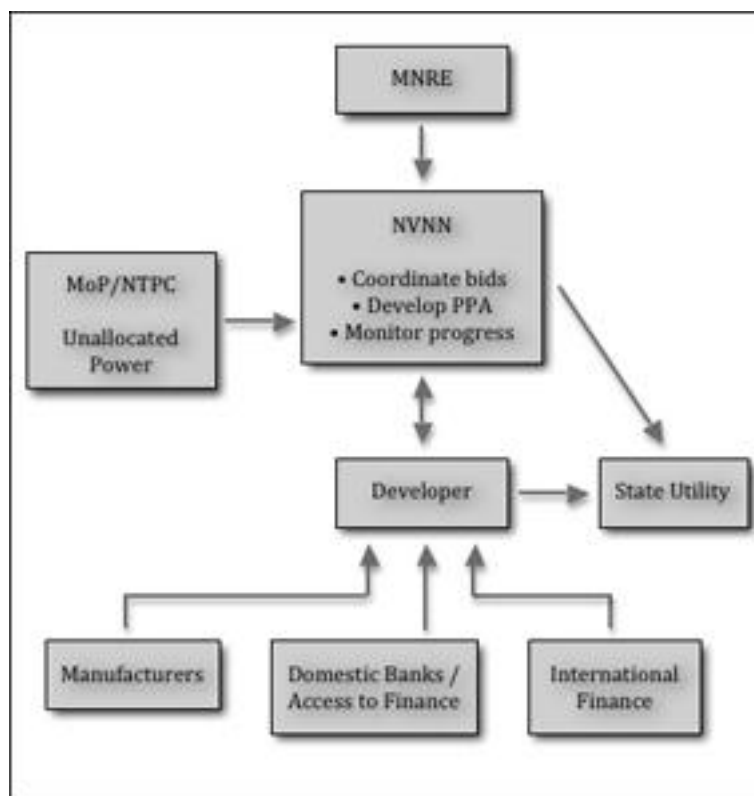 MNRE
NVNN
• Coordinate bids
• Develop PPA
• Monitor progress
MoP/NTPC
Unallocated
Power
Developer
State Utility
Manufacturers
Domestic Banks /
Access to Finance
International
Finance